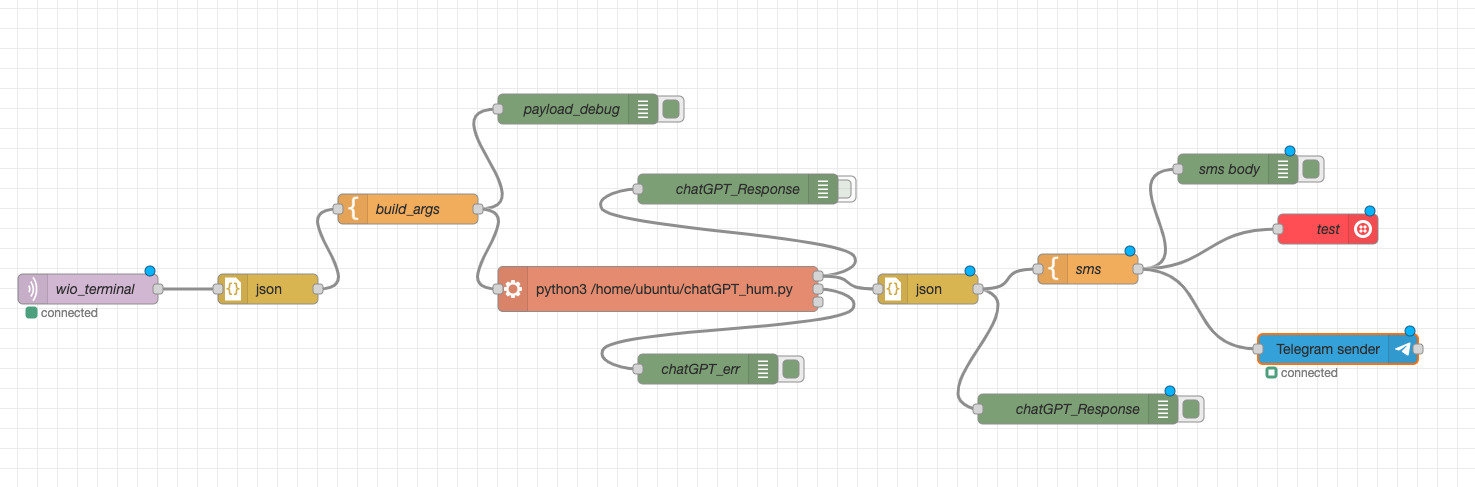 payload_debug
sms body
chatGPT_Response
build_args
test
sms
wio_terminal
json
python3 /home/ubuntu/chatGPT_hum.py
json
connected
Telegram sender
chatGPT_err
connected
chatGPT_Response